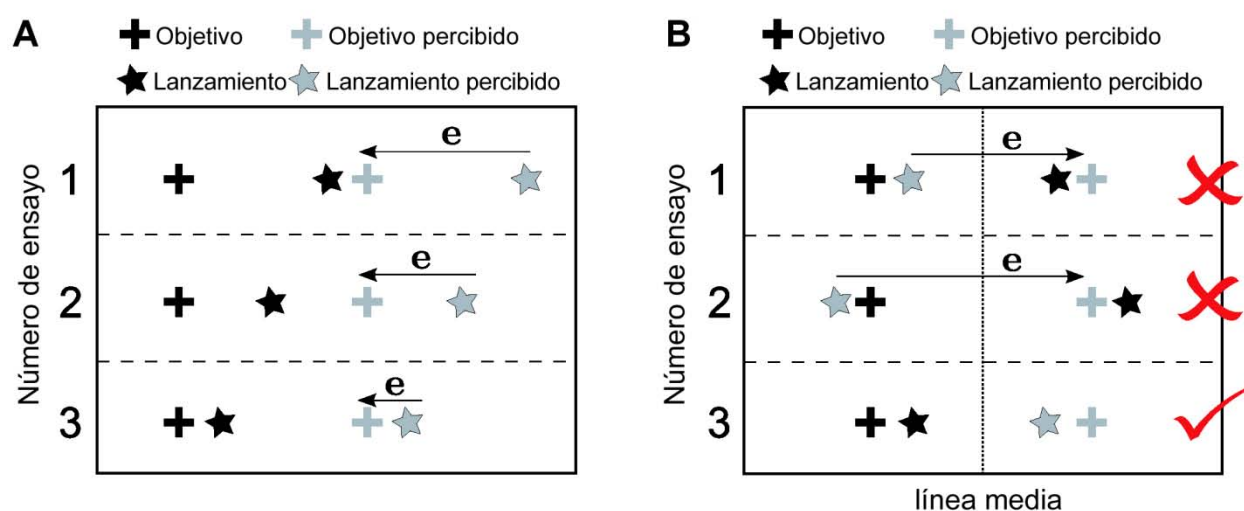 A
Objetivo
Objetivo percibido
Lanzamiento
Lanzamiento percibido
Número de ensayo
1
e
2
e
3
e
B
Objetivo
Objetivo percibido
Lanzamiento
Lanzamiento percibido
Número de ensayo
1
e
2
e
3
línea media